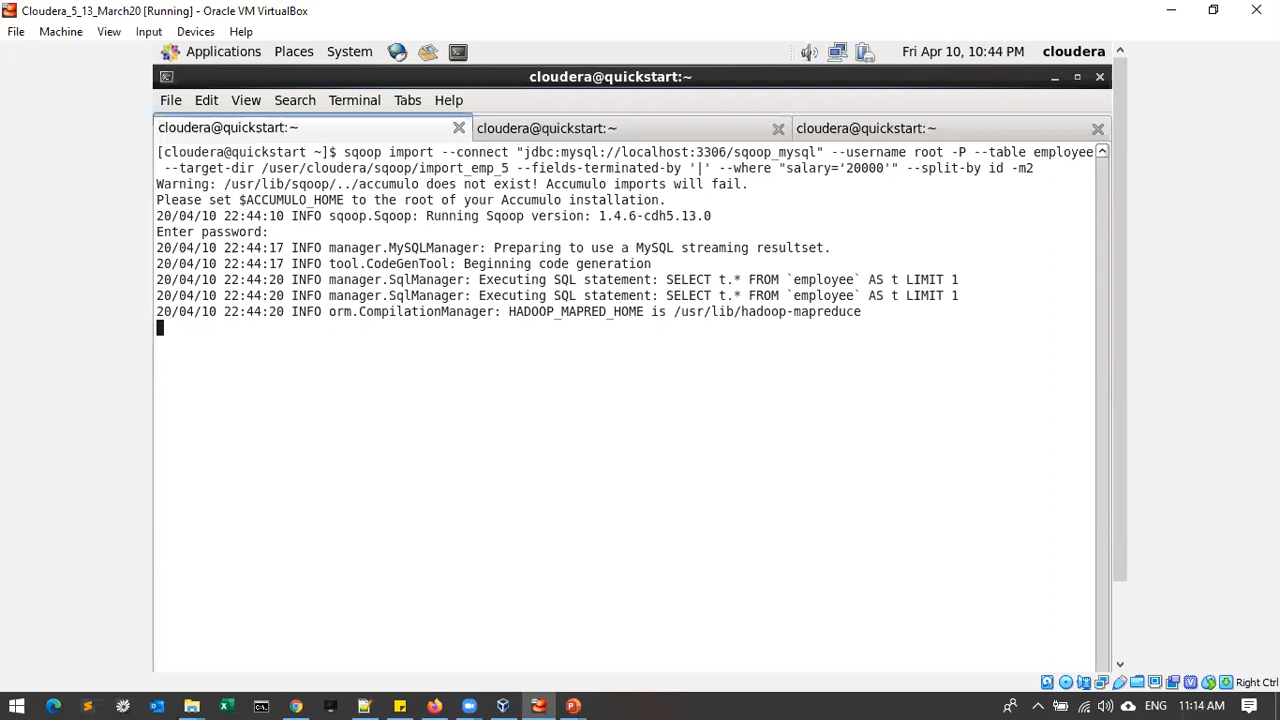 Cloudera_5_13_March20 [Running] - Oracle VM VirtualBox
File Machine View Input Devices Help
Applications Places System Fri Apr 10, 10:44 PM cloudera
cloudera@quickstart:~
File Edit View Search Terminal Tabs Help
cloudera@quickstart:~ cloudera@quickstart:~ cloudera@quickstart:~
[cloudera@quickstart ~]$ sqoop import --connect "jdbc:mysql://localhost:3306/sqoop_mysql" --username root -P --table employee
--target-dir /user/cloudera/sqoop/import_emp_5 --fields-terminated-by '|' --where "salary='20000'" --split-by id -m2
Warning: /usr/lib/sqoop/../accumulo does not exist! Accumulo imports will fail.
Please set $ACCUMULO_HOME to the root of your Accumulo installation.
20/04/10 22:44:10 INFO sqoop.Sqoop: Running Sqoop version: 1.4.6-cdh5.13.0
Enter password:
20/04/10 22:44:17 INFO manager.MySQLManager: Preparing to use a MySQL streaming resultset.
20/04/10 22:44:17 INFO tool.CodeGenTool: Beginning code generation
20/04/10 22:44:20 INFO manager.SqlManager: Executing SQL statement: SELECT t.* FROM `employee` AS t LIMIT 1
20/04/10 22:44:20 INFO manager.SqlManager: Executing SQL statement: SELECT t.* FROM `employee` AS t LIMIT 1
20/04/10 22:44:20 INFO orm.CompilationManager: HADOOP_MAPRED_HOME is /usr/lib/hadoop-mapreduce
Right Ctrl
ENG 11:14 AM